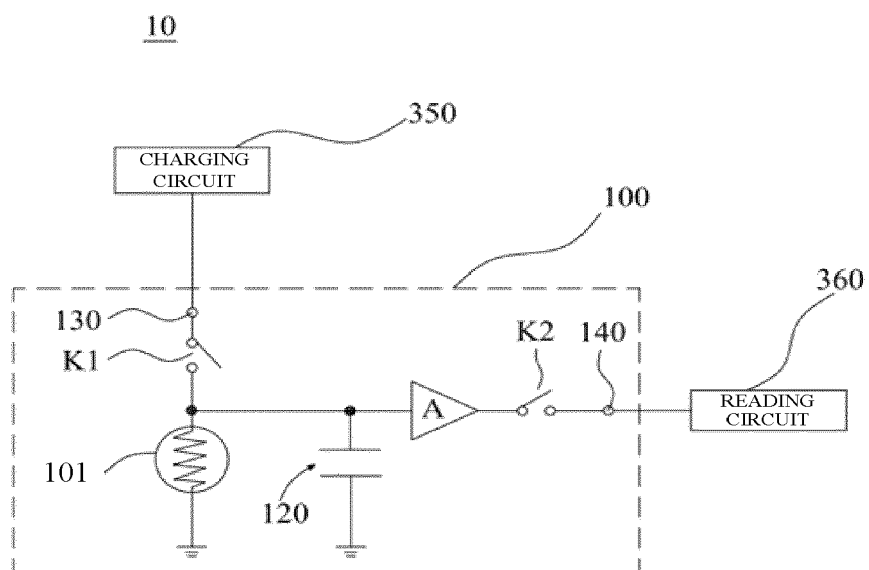 10
350
CHARGING
CIRCUIT
100
360
130
K1
K2
140
A
READING
CIRCUIT
101
120